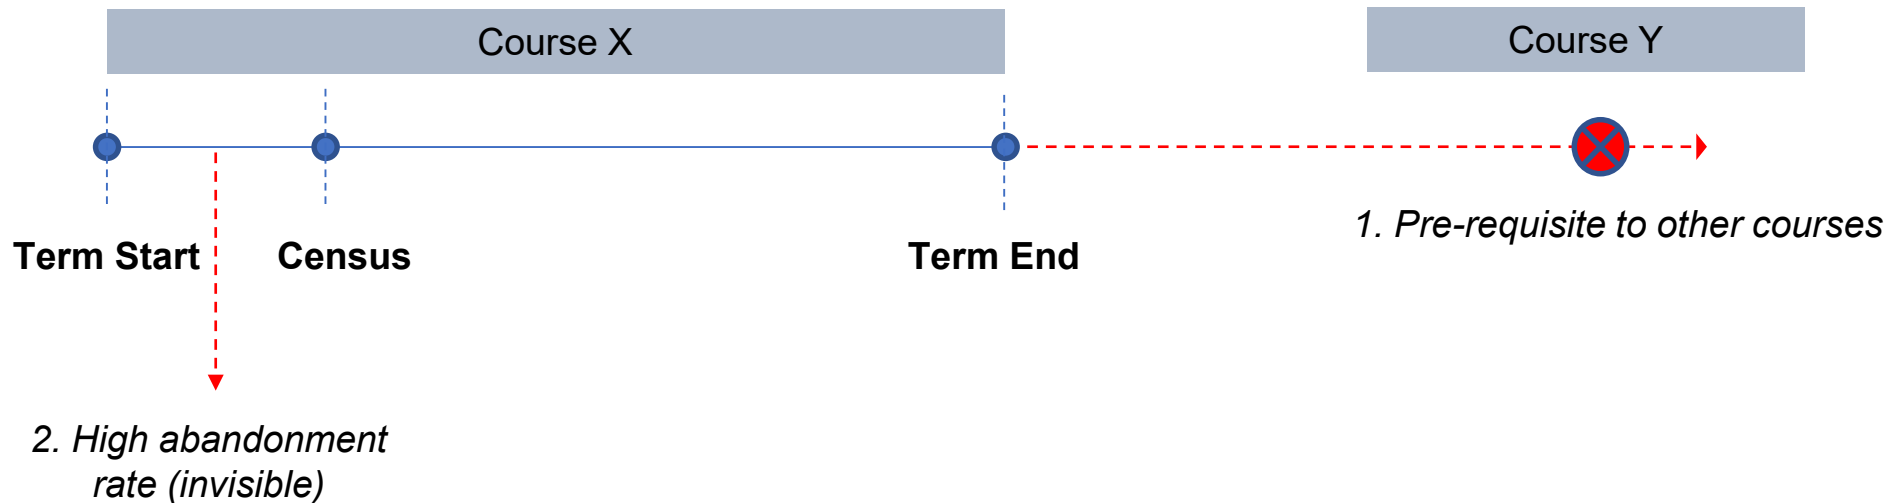 Course X
Course Y
Term Start
Census
Term End
1. Pre-requisite to other courses
2. High abandonment
rate (invisible)